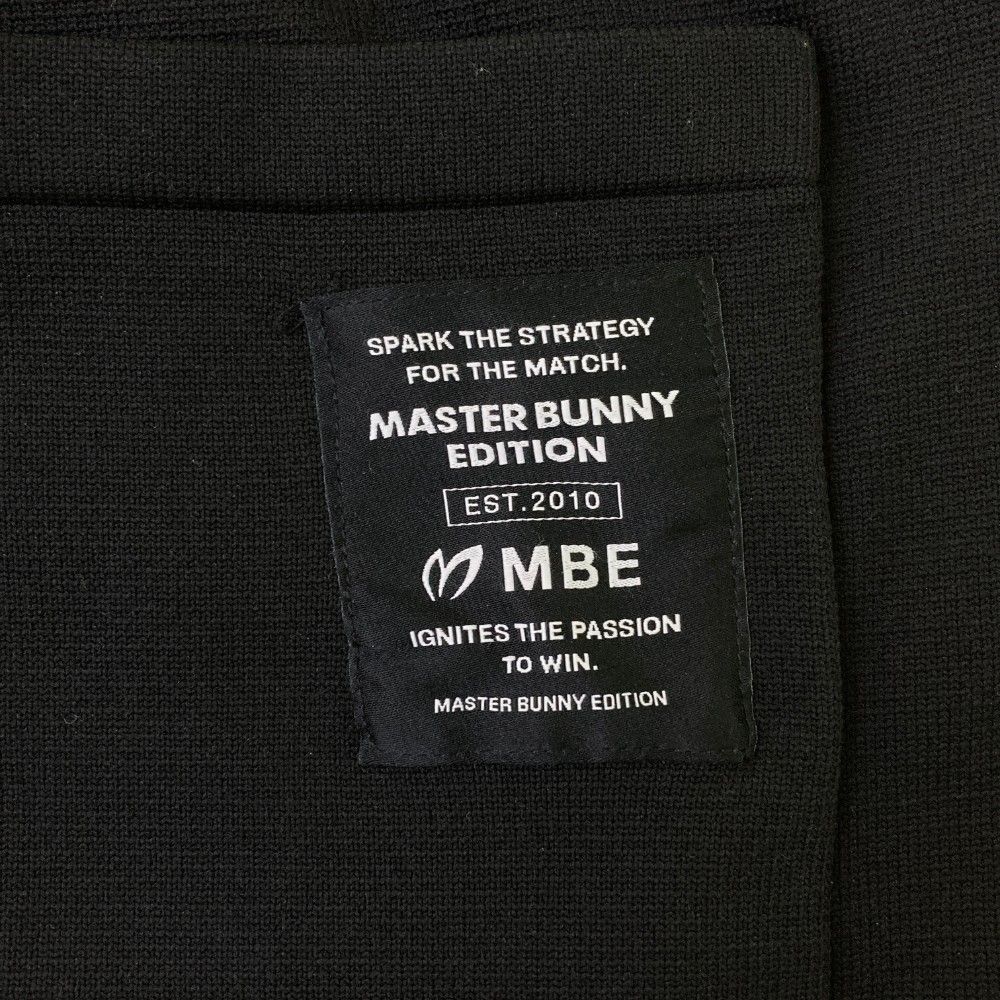 SPARK THE STRATEGY
FOR THE MATCH.
MASTER BUNNY
EDITION
EST.2010
MBE
IGNITES THE PASSION
TO WIN.
MASTER BUNNY EDITION